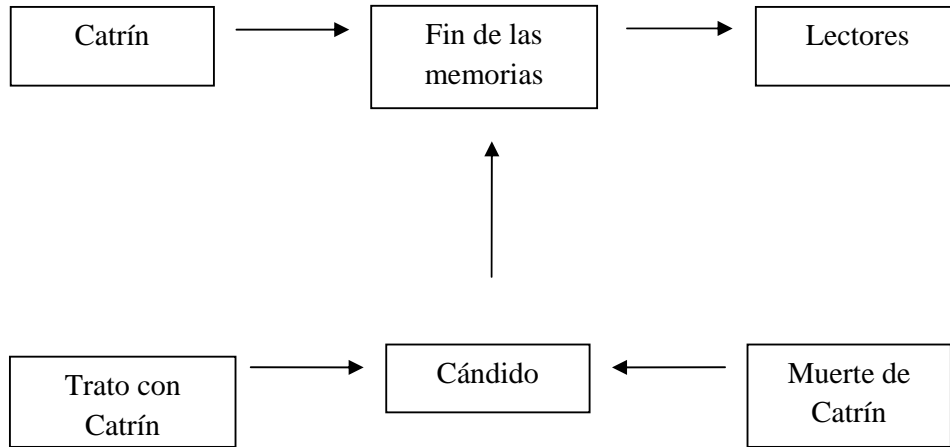 Catrín
Fin de las
memorias
Lectores
Trato con
Catrín
Cándido
Muerte de
Catrín